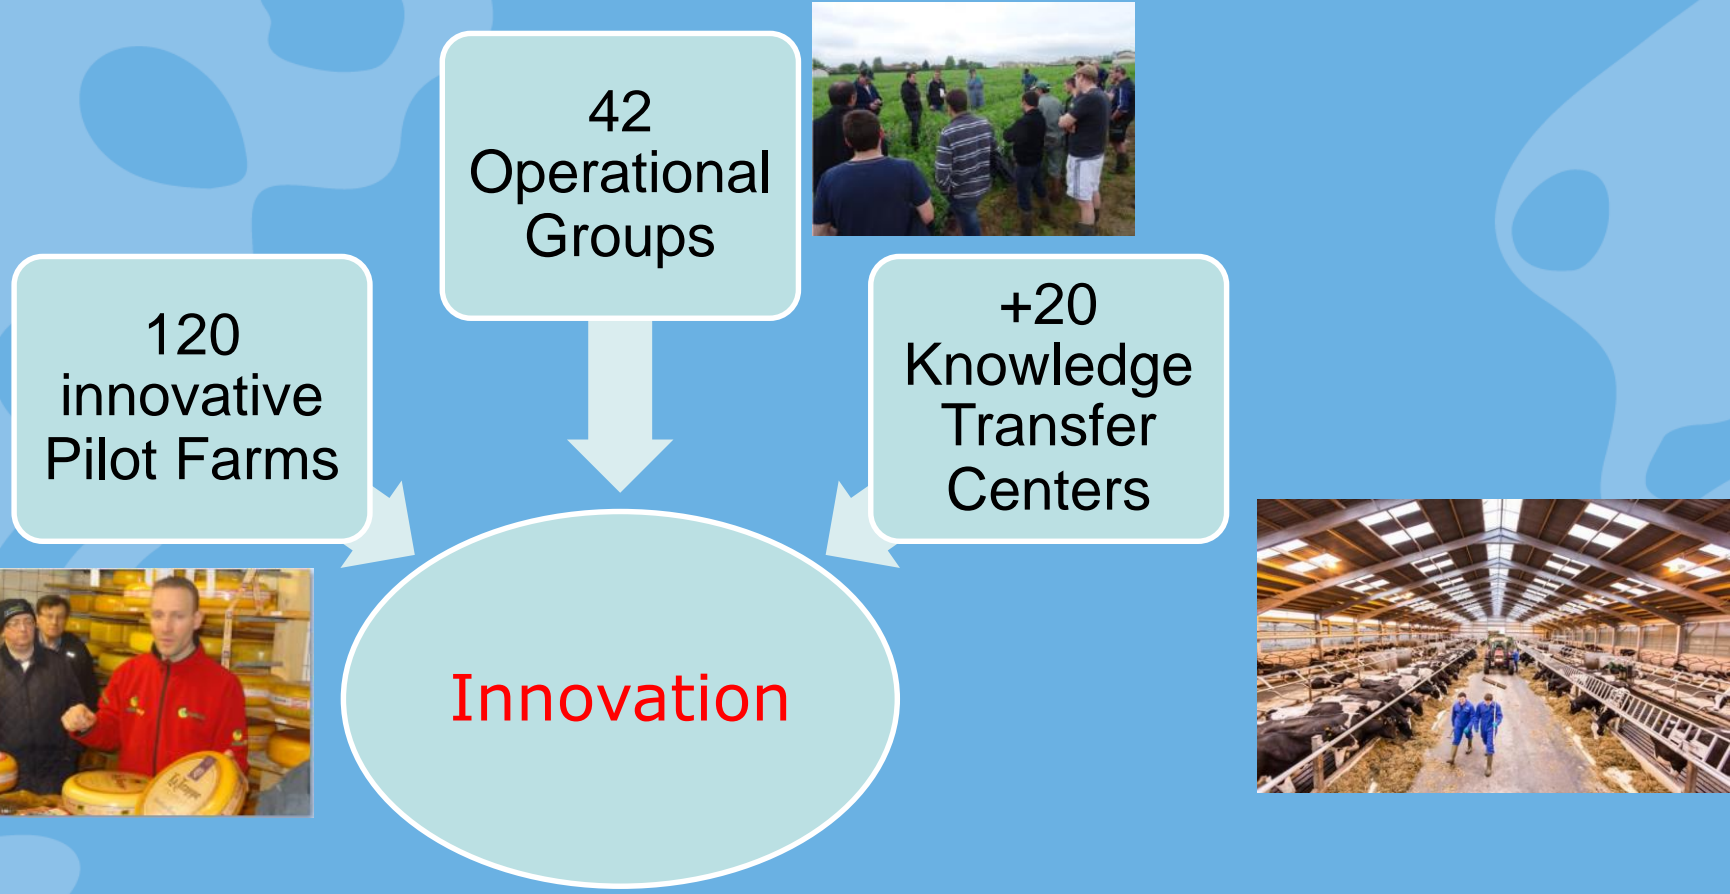 120
innovative
Pilot Farms
42
Operational
Groups
+20
Knowledge
Transfer
Centers
Innovation